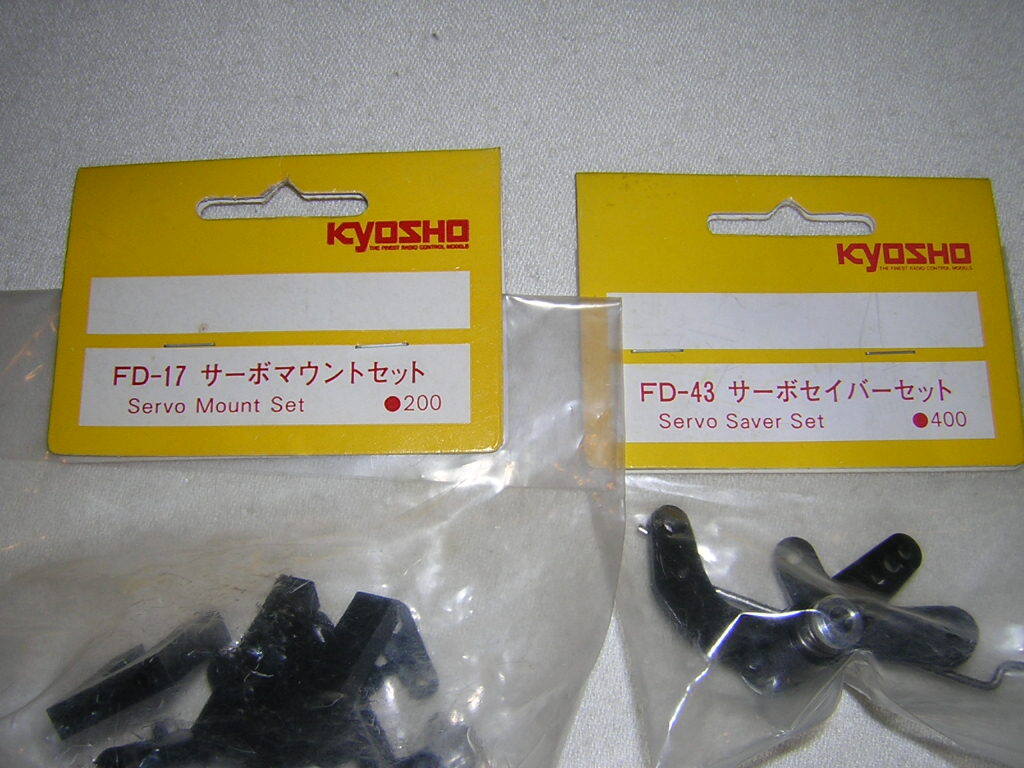 KYOSHO
THE FINEST RADIO CONTROL MODELS
FD-17 サーボマウントセット
Servo Mount Set ●200
KYOSHO
THE FINEST RADIO CONTROL MODELS
FD-43 サーボセイバーセット
Servo Saver Set ●400